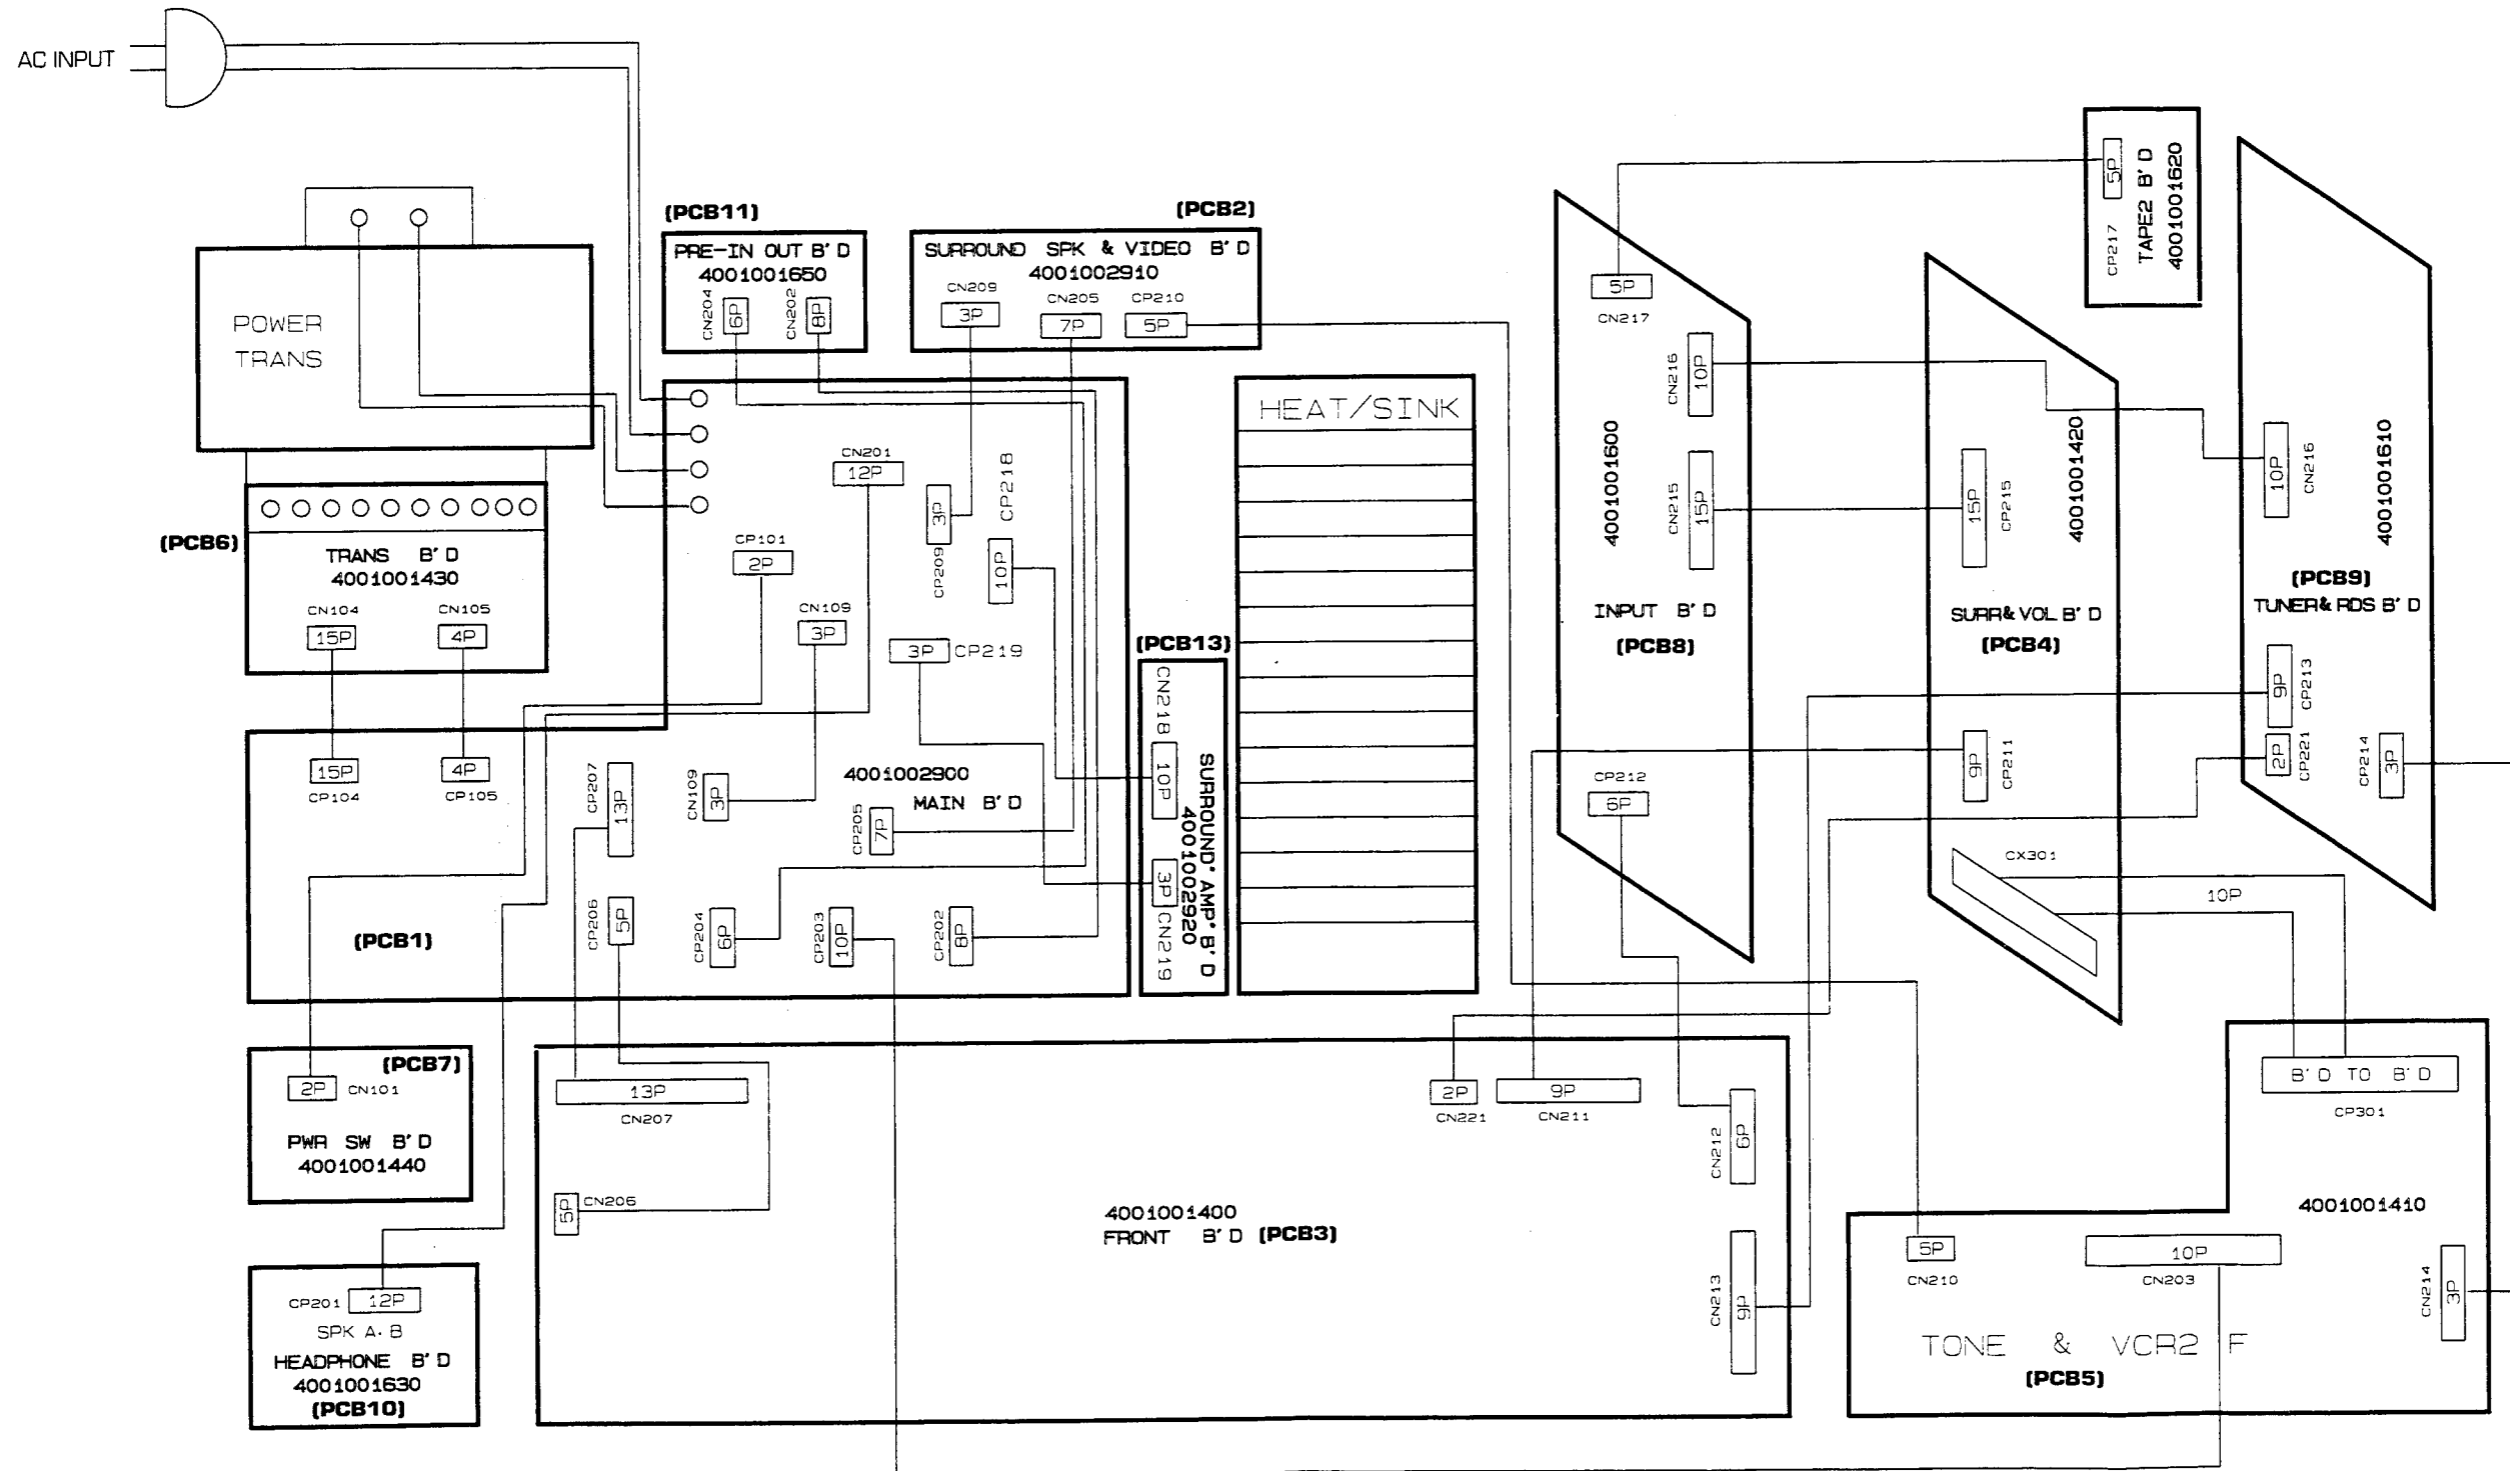 AC INPUT
POWER
TRANS
(PCB6)
TRANS B'D
4001001430
CN104
15P
CN105
4P
(PCB11)
PRE-IN OUT B'D
4001001650
CN204
6P
CN202
8P
(PCB2)
SURROUND SPK & VIDEO B'D
4001002910
CN209
3P
CN205
7P
CP210
5P
CN201
12P
CP101
2P
CN109
3P
3P
CP209
CP218
10P
3P
CP219
15P
CP104
4P
CP105
CP207
13P
CN109
3P
4001002900
MAIN B'D
CP205
7P
(PCB1)
CP206
5P
CP204
6P
CP203
10P
CP202
8P
(PCB13)
CN218
10P
SURROUND' AMP' B'D
4001002920
3P
CN219
HEAT/SINK
5P
CN217
CN216
10P
4001001600
CN215
15P
INPUT B'D
(PCB8)
CP212
6P
15P
CP215
4001001420
SURR& VOL B'D
(PCB4)
9P
CP211
CX301
10P
5P
CP217
TAPE2 B'D
4001001620
10P
CN216
4001001610
(PCB9)
TUNER& RDS B'D
9P
CP213
2P
CP221
CP214
3P
(PCB7)
2P
CN101
PWR SW B'D
4001001440
CP201
12P
SPK A.B
HEADPHONE B'D
4001001630
(PCB10)
13P
CN207
5P
CN206
2P
CN221
9P
CN211
CN212
6P
4001001400
FRONT B'D (PCB3)
CN213
9P
B'D TO B'D
CP301
4001001410
5P
CN210
10P
CN203
CN214
3P
TONE & VCR2 F
(PCB5)